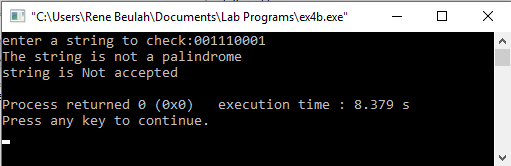 "C:\Users\Rene Beulah\Documents\Lab Programs\ex4b.exe"
enter a string to check:001110001
The string is not a palindrome
string is Not accepted
Process returned 0 (0x0)   execution time : 8.379 s
Press any key to continue.